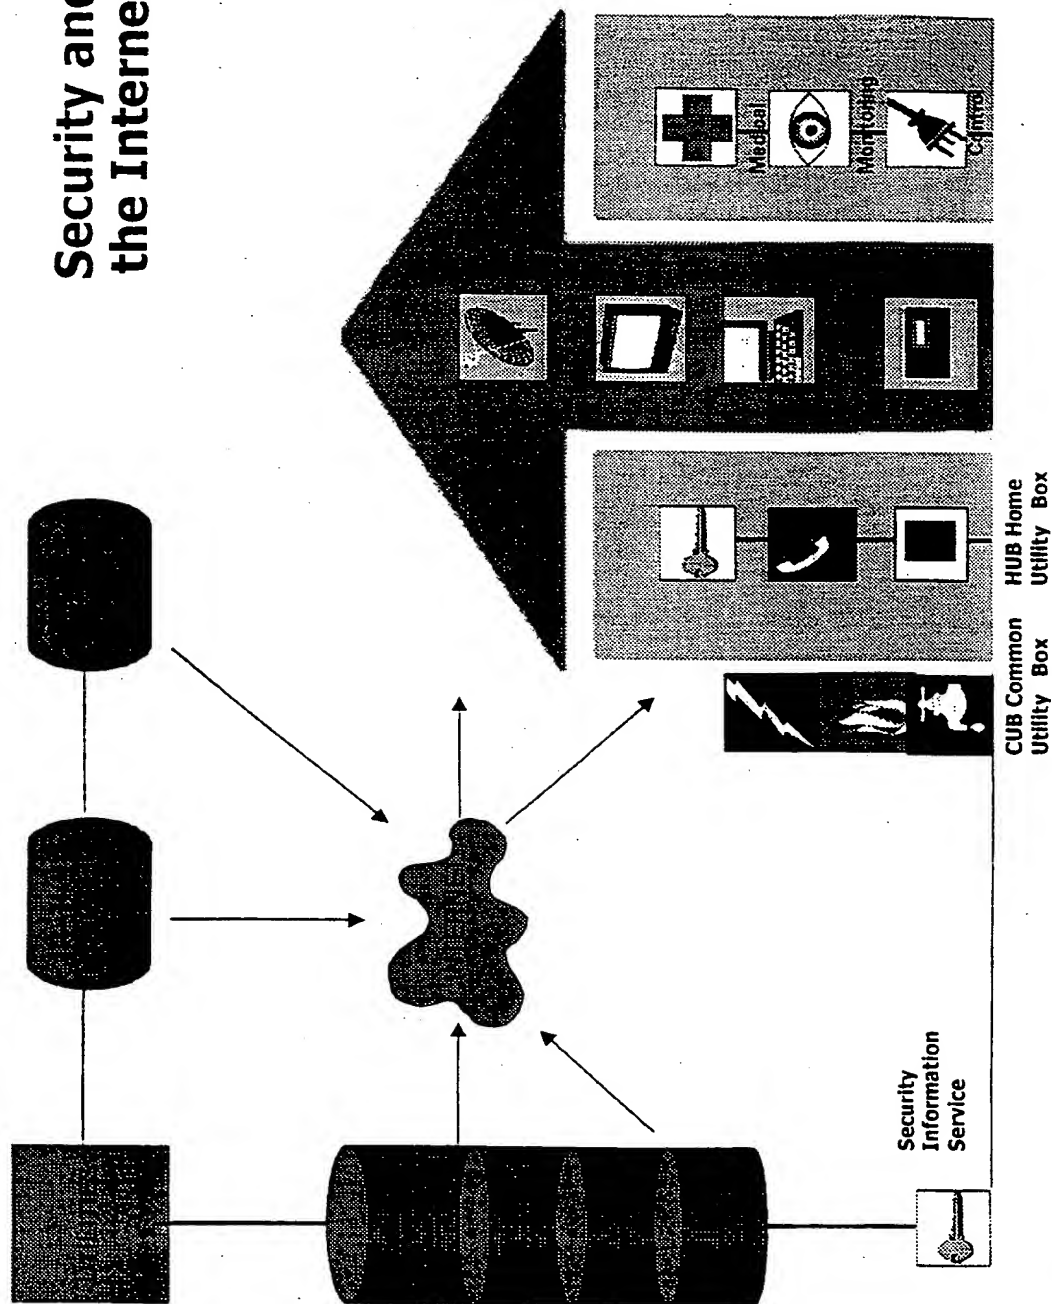 Security and
the Interne
Medical
Monitoring
Control
HUB Home
Utility Box
CUB Common
Utility Box
Security
Information
Service